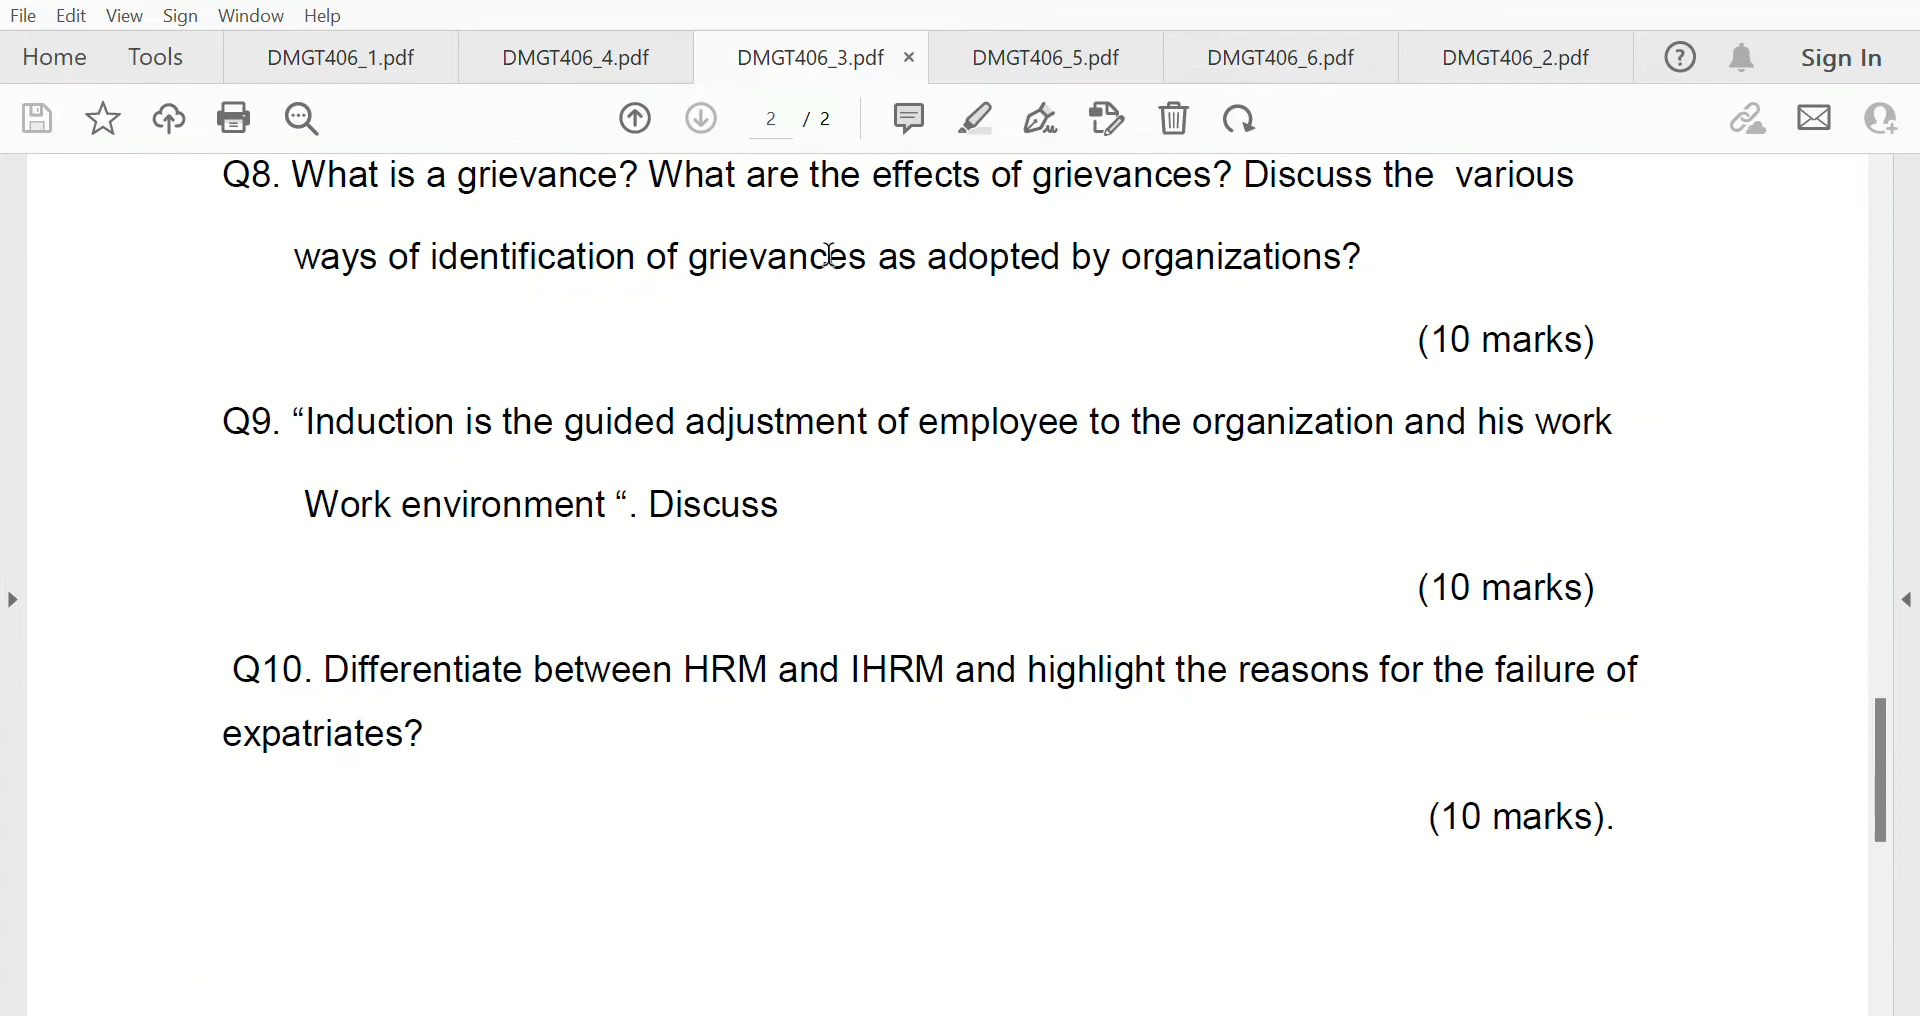 File Edit View Sign Window Help
Home Tools DMGT406_1.pdf DMGT406_4.pdf DMGT406_3.pdf × DMGT406_5.pdf DMGT406_6.pdf DMGT406_2.pdf ? Sign In
2 / 2
Q8. What is a grievance? What are the effects of grievances? Discuss the various
ways of identification of grievances as adopted by organizations?
(10 marks)
Q9. “Induction is the guided adjustment of employee to the organization and his work
Work environment “. Discuss
(10 marks)
Q10. Differentiate between HRM and IHRM and highlight the reasons for the failure of
expatriates?
(10 marks).